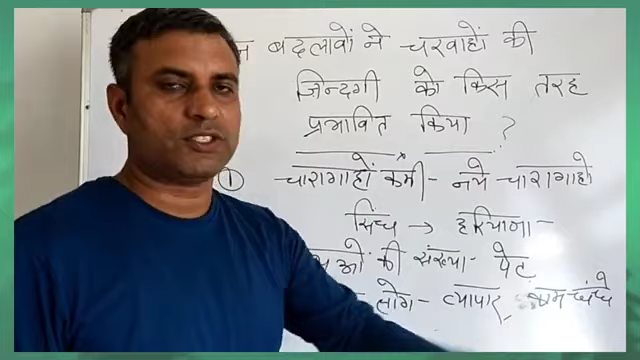 बदलावों ने चरवाहों की
ज़िन्दगी को किस तरह
प्रभावित किया ?
① चारागाहों कमी - नये चारागाहों
सिंध → हरियाना -
की संख्या - पेट
- लोग - व्यापार,